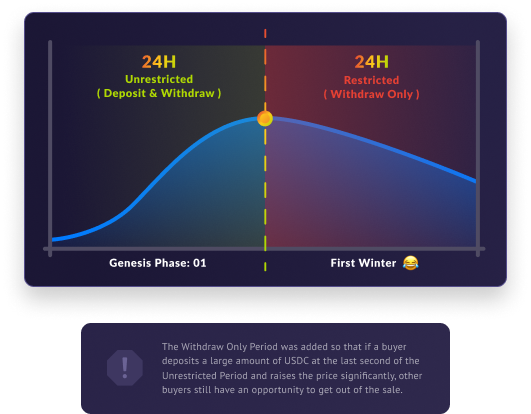 24H
Unrestricted
( Deposit & Withdraw )
24H
Restricted
( Withdraw Only )
Genesis Phase: 01
First Winter 😂
The Withdraw Only Period was added so that if a buyer
deposits a large amount of USDC at the last second of the
Unrestricted Period and raises the price significantly, other
buyers still have an opportunity to get out of the sale.